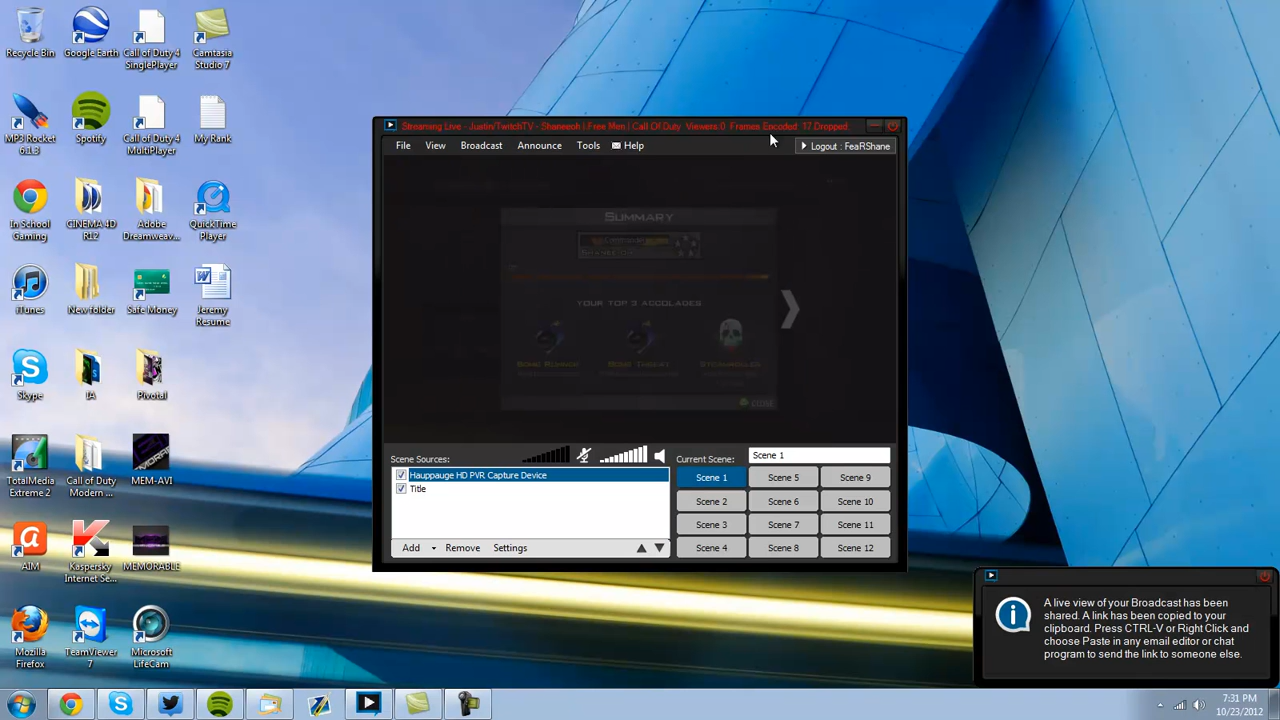 Recycle Bin
Google Earth
Call of Duty 4
SinglePlayer
Camtasia
Studio 7
MP3 Rocket
6.1.3
Spotify
Call of Duty 4
MultiPlayer
My Rank
In School
Gaming
CINEMA 4D
R12
Adobe
Dreamweav...
QuickTime
Player
iTunes
New folder
Safe Money
Jeremy
Resume
Skype
IA
Pivotal
TotalMedia
Extreme 2
Call of Duty
Modern ...
MEM-AVI
AIM
Kaspersky
Internet Se...
MEMORABLE
Mozilla
Firefox
TeamViewer
7
Microsoft
LifeCam
Streaming Live - Justin/TwitchTV - Shaneeoh | Free Men | Call Of Duty Viewers:0 Frames Encoded 17 Dropped
File View Broadcast Announce Tools Help
Logout : FeaRShane
SUMMARY
Commander
YOUR TOP 3 ACCOLADES
BOMB RUNNER
BOMB THREAT
STEAMROLLER
CLOSE
Scene Sources:
Current Scene:
Scene 1
Hauppauge HD PVR Capture Device
Title
Add Remove Settings
Scene 1 Scene 5 Scene 9
Scene 2 Scene 6 Scene 10
Scene 3 Scene 7 Scene 11
Scene 4 Scene 8 Scene 12
A live view of your Broadcast has been
shared. A link has been copied to your
clipboard. Press CTRL-V or Right Click and
choose Paste in any email editor or chat
program to send the link to someone else.
7:31 PM
10/23/2012